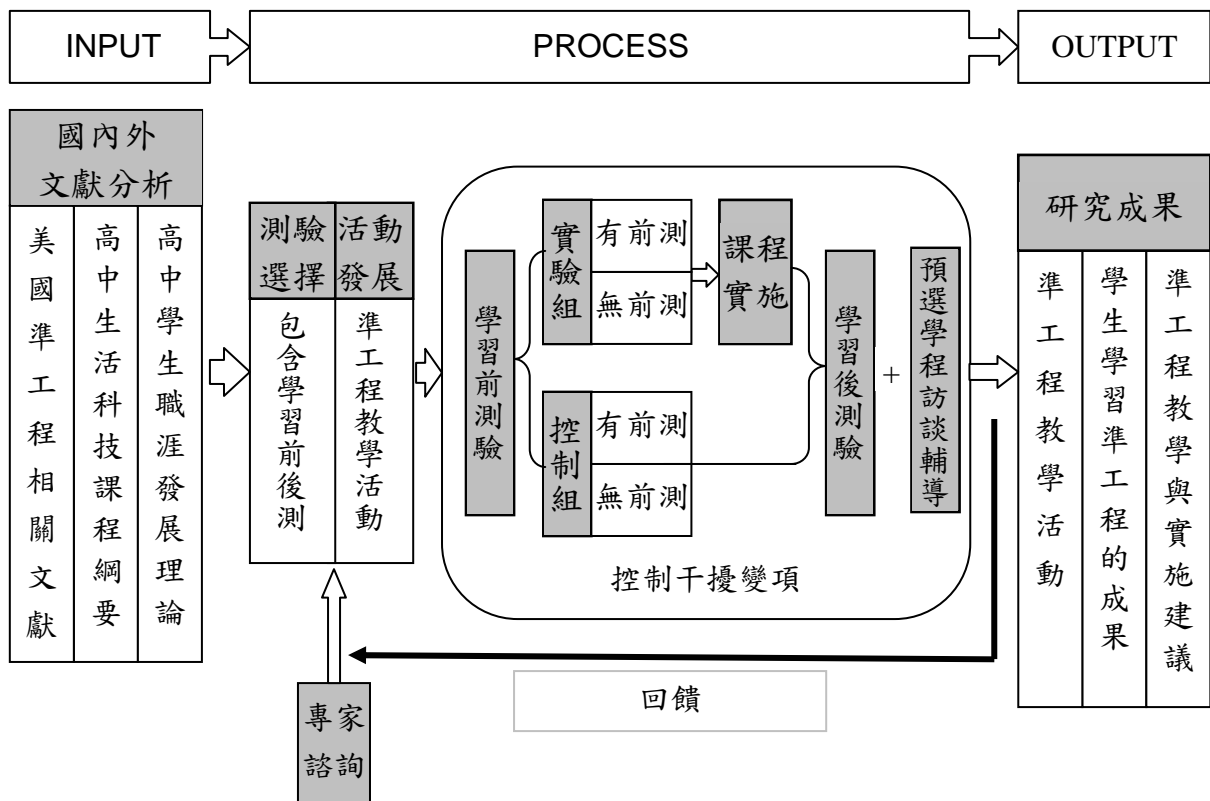 INPUT
PROCESS
OUTPUT
國內外
文獻分析
美國準工程相關文獻
高中生活科技課程綱要
高中學生職涯發展理論
測驗
選擇
包含學習前後測
活動
發展
準工程教學活動
專家
諮詢
學習前測驗
實驗組
有前測
無前測
課程
實施
控制組
有前測
無前測
學習後測驗
+
預選學程訪談輔導
控制干擾變項
回饋
研究成果
準工程教學活動
學生學習準工程的成果
準工程教學與實施建議